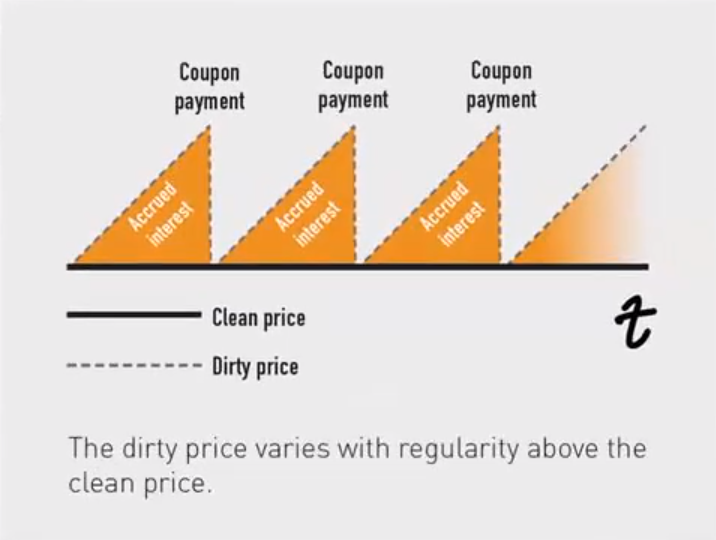 Coupon
payment
Coupon
payment
Coupon
payment
Accrued
interest
Accrued
interest
Accrued
interest
t
Clean price
Dirty price
The dirty price varies with regularity above the
clean price.